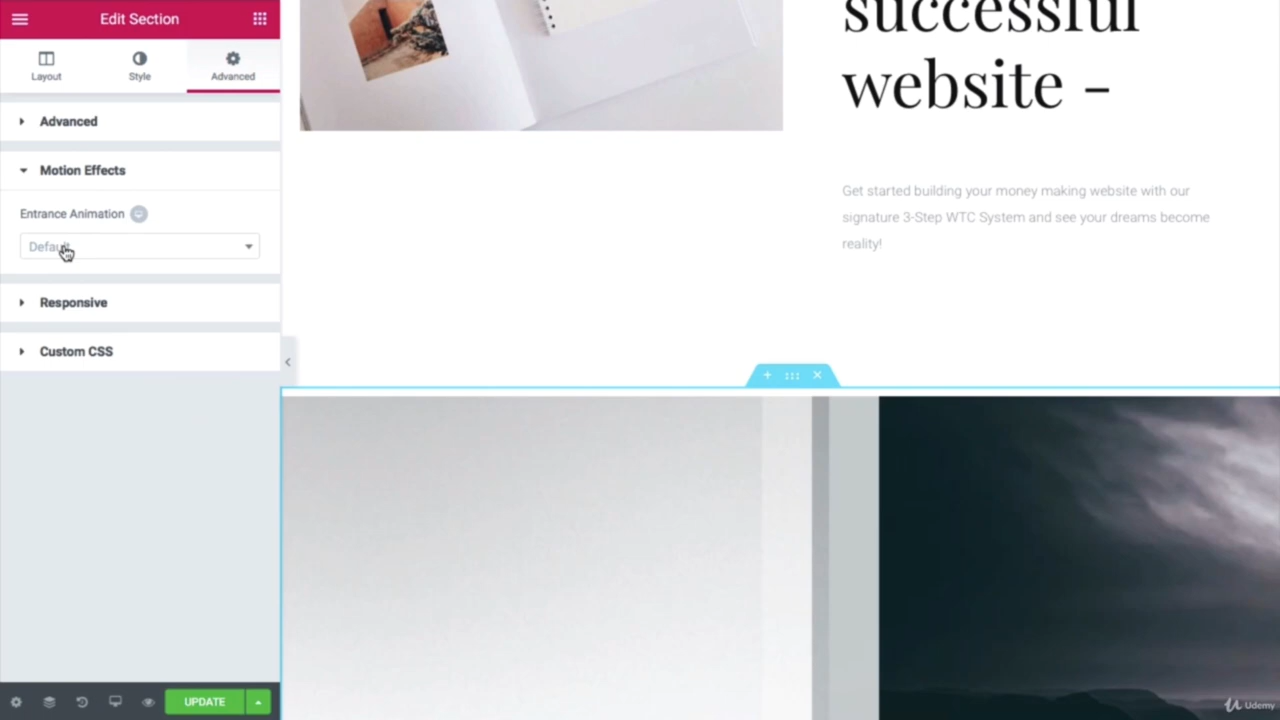 Edit Section
Layout
Style
Advanced
Advanced
Motion Effects
Entrance Animation
Default
Responsive
Custom CSS
UPDATE
successful
website -
Get started building your money making website with our
signature 3-Step WTC System and see your dreams become
reality!
Udemy